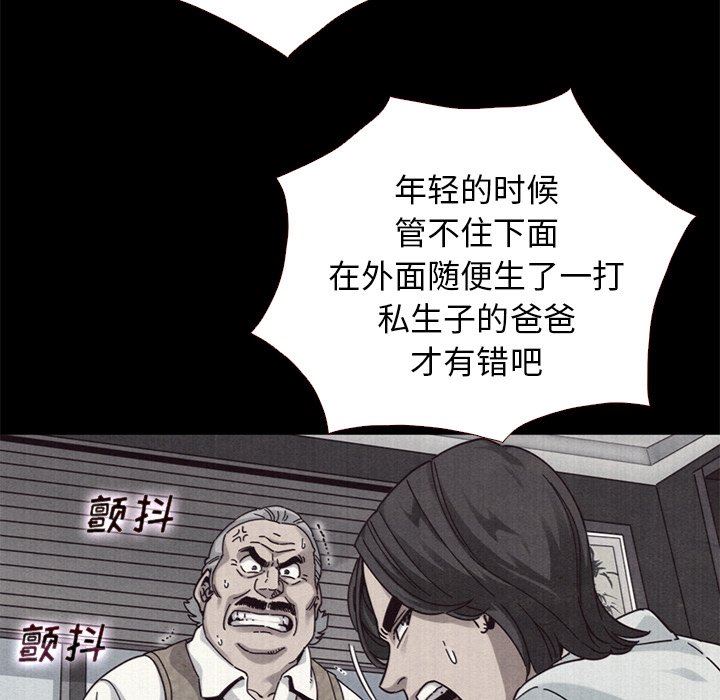 年轻的时候
管不住下面
在外面随便生了一打
私生子的爸爸
才有错吧
颤抖
颤抖